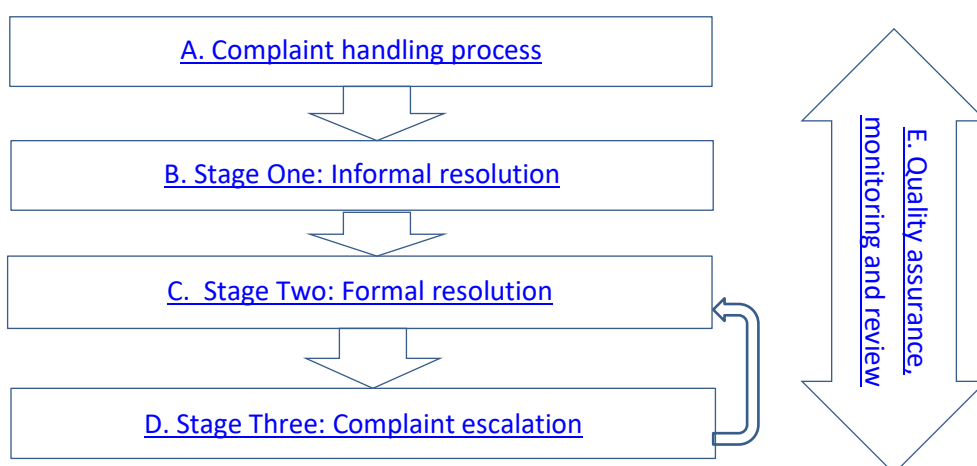 A. Complaint handling process
B. Stage One: Informal resolution
C.  Stage Two: Formal resolution
D. Stage Three: Complaint escalation
E. Quality assurance,
monitoring and review